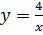 y = 4/x